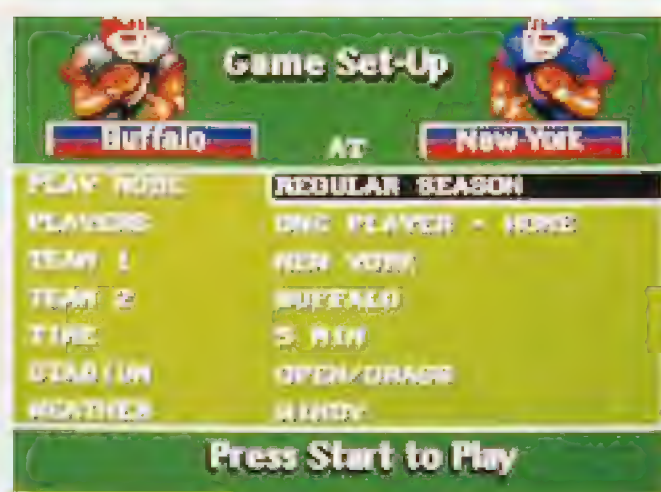 Game Set-Up
Buffalo
AT
New York
PLAY MODE REGULAR SEASON
PLAYERS ONE PLAYER - HOME
TEAM 1 NEW YORK
TEAM 2 BUFFALO
TIME 5 MIN
STADIUM OPEN/GRASS
WEATHER WINDY
Press Start to Play